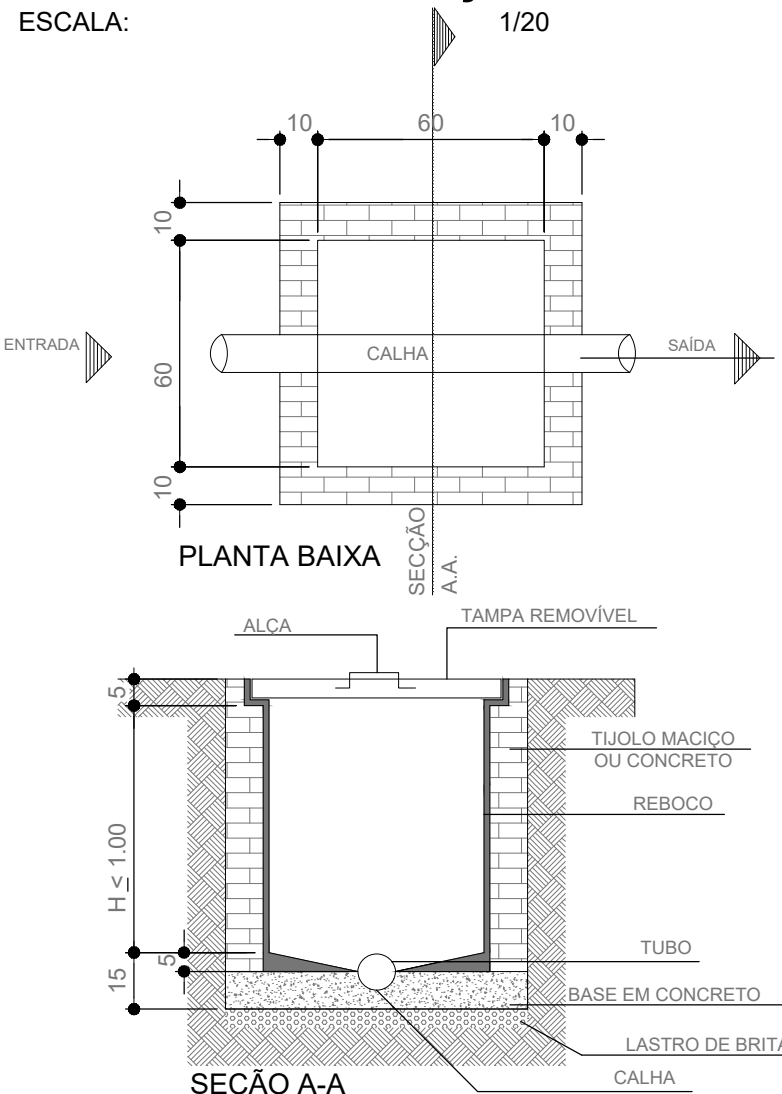 ESCALA: 1/20
10 60 10
10
ENTRADA
CALHA
SAÍDA
60
10
PLANTA BAIXA
SECÇÃO
A.A.
ALÇA
TAMPA REMOVÍVEL
5
TIJOLO MACIÇO
OU CONCRETO
REBOCO
H ≤ 1.00
TUBO
5
15
BASE EM CONCRETO
LASTRO DE BRITA
CALHA
SECÃO A-A